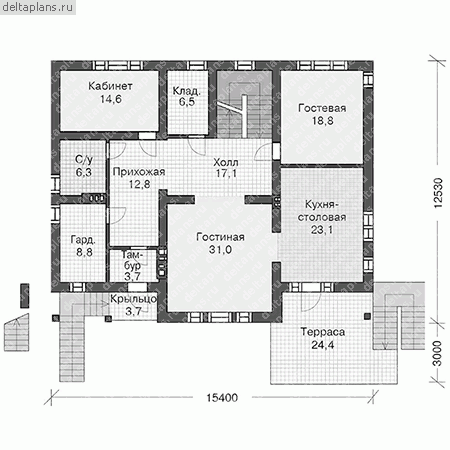 deltaplans.ru
Кабинет
14,6
Клад.
6,5
Гостевая
18,8
С/у
6,3
Прихожая
12,8
Холл
17,1
Кухня-
столовая
23,1
Гард.
8,8
Гостиная
31,0
Там-
бур
3,7
Крыльцо
3,7
Терраса
24,4
12530
3000
15400